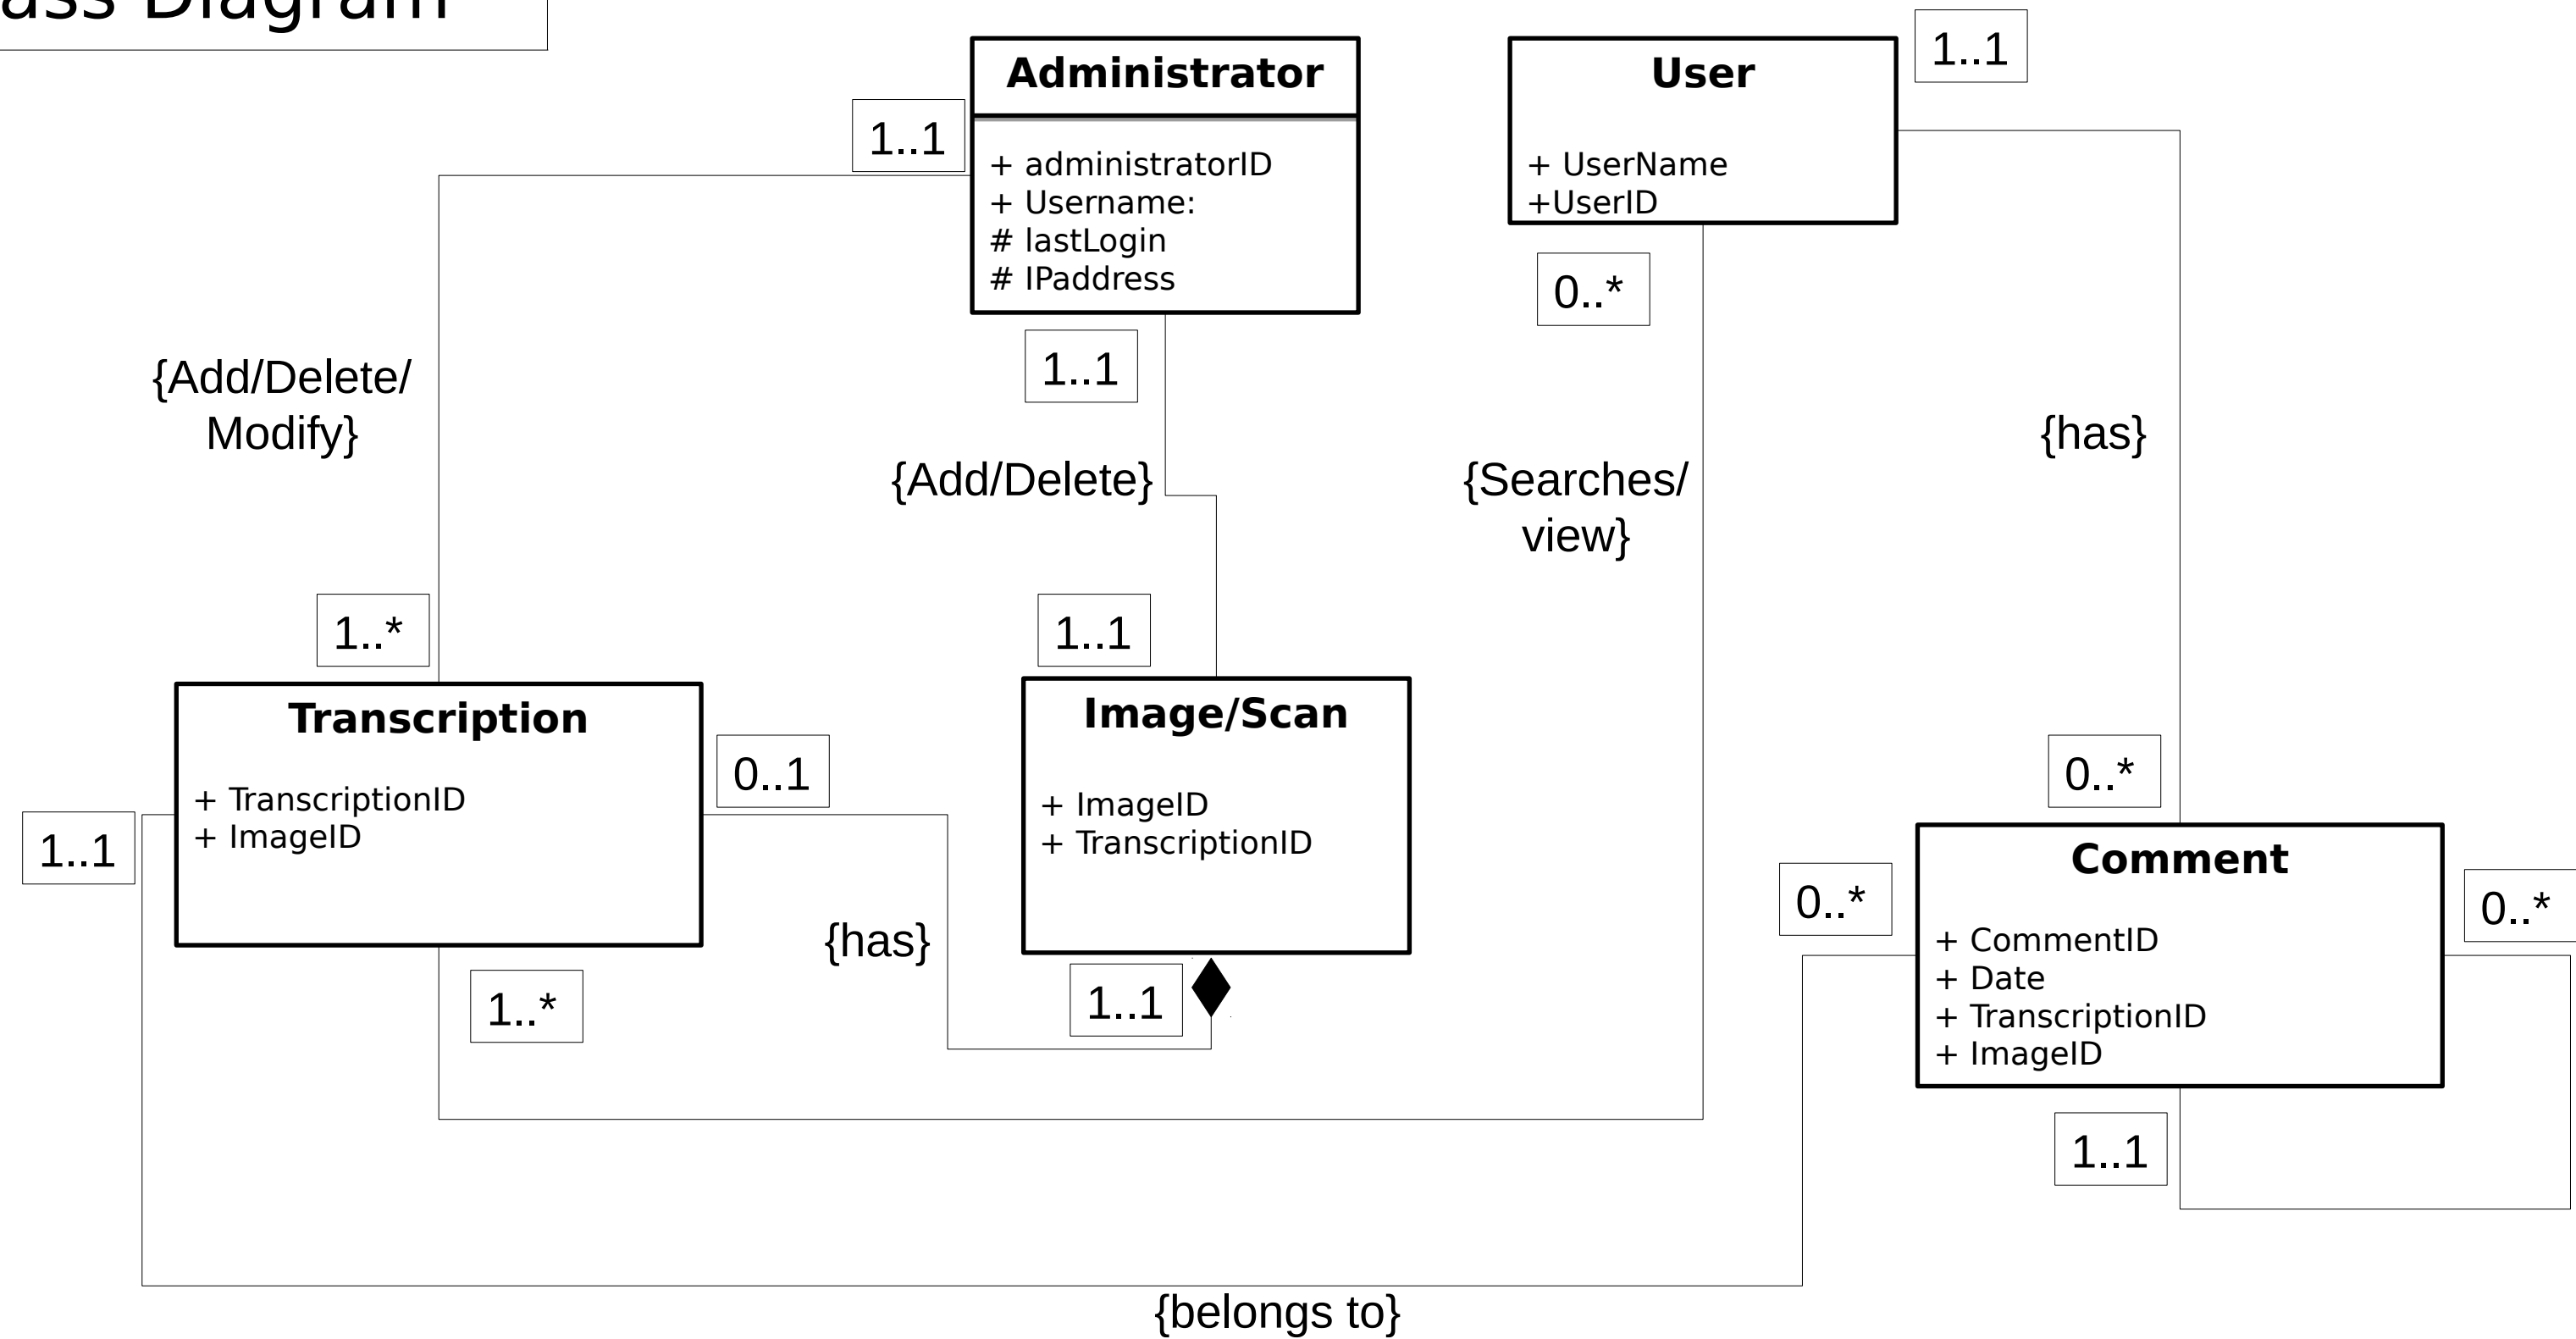 ass Diagram
Administrator
+ administratorID
+ Username:
# lastLogin
# IPaddress
User
+ UserName
+UserID
1..1
1..1
0..*
1..1
{Add/Delete/
Modify}
{Add/Delete}
{Searches/
view}
{has}
1..*
1..1
Transcription
+ TranscriptionID
+ ImageID
0..1
Image/Scan
+ ImageID
+ TranscriptionID
0..*
1..1
Comment
+ CommentID
+ Date
+ TranscriptionID
+ ImageID
0..*
0..*
{has}
1..*
1..1
1..1
{belongs to}